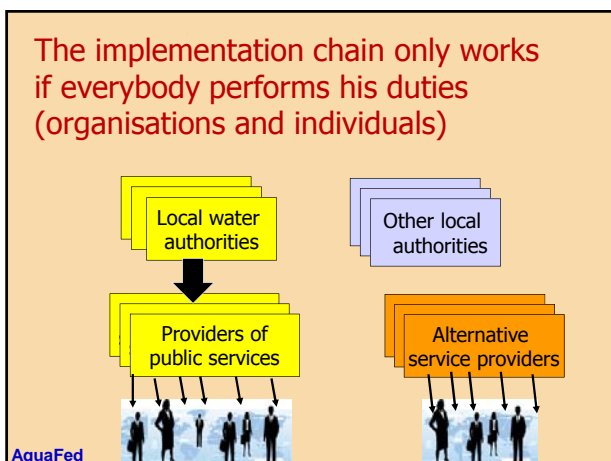 The implementation chain only works
if everybody performs his duties
(organisations and individuals)
Local water
authorities
Other local
authorities
Providers of
public services
Alternative
service providers
AquaFed